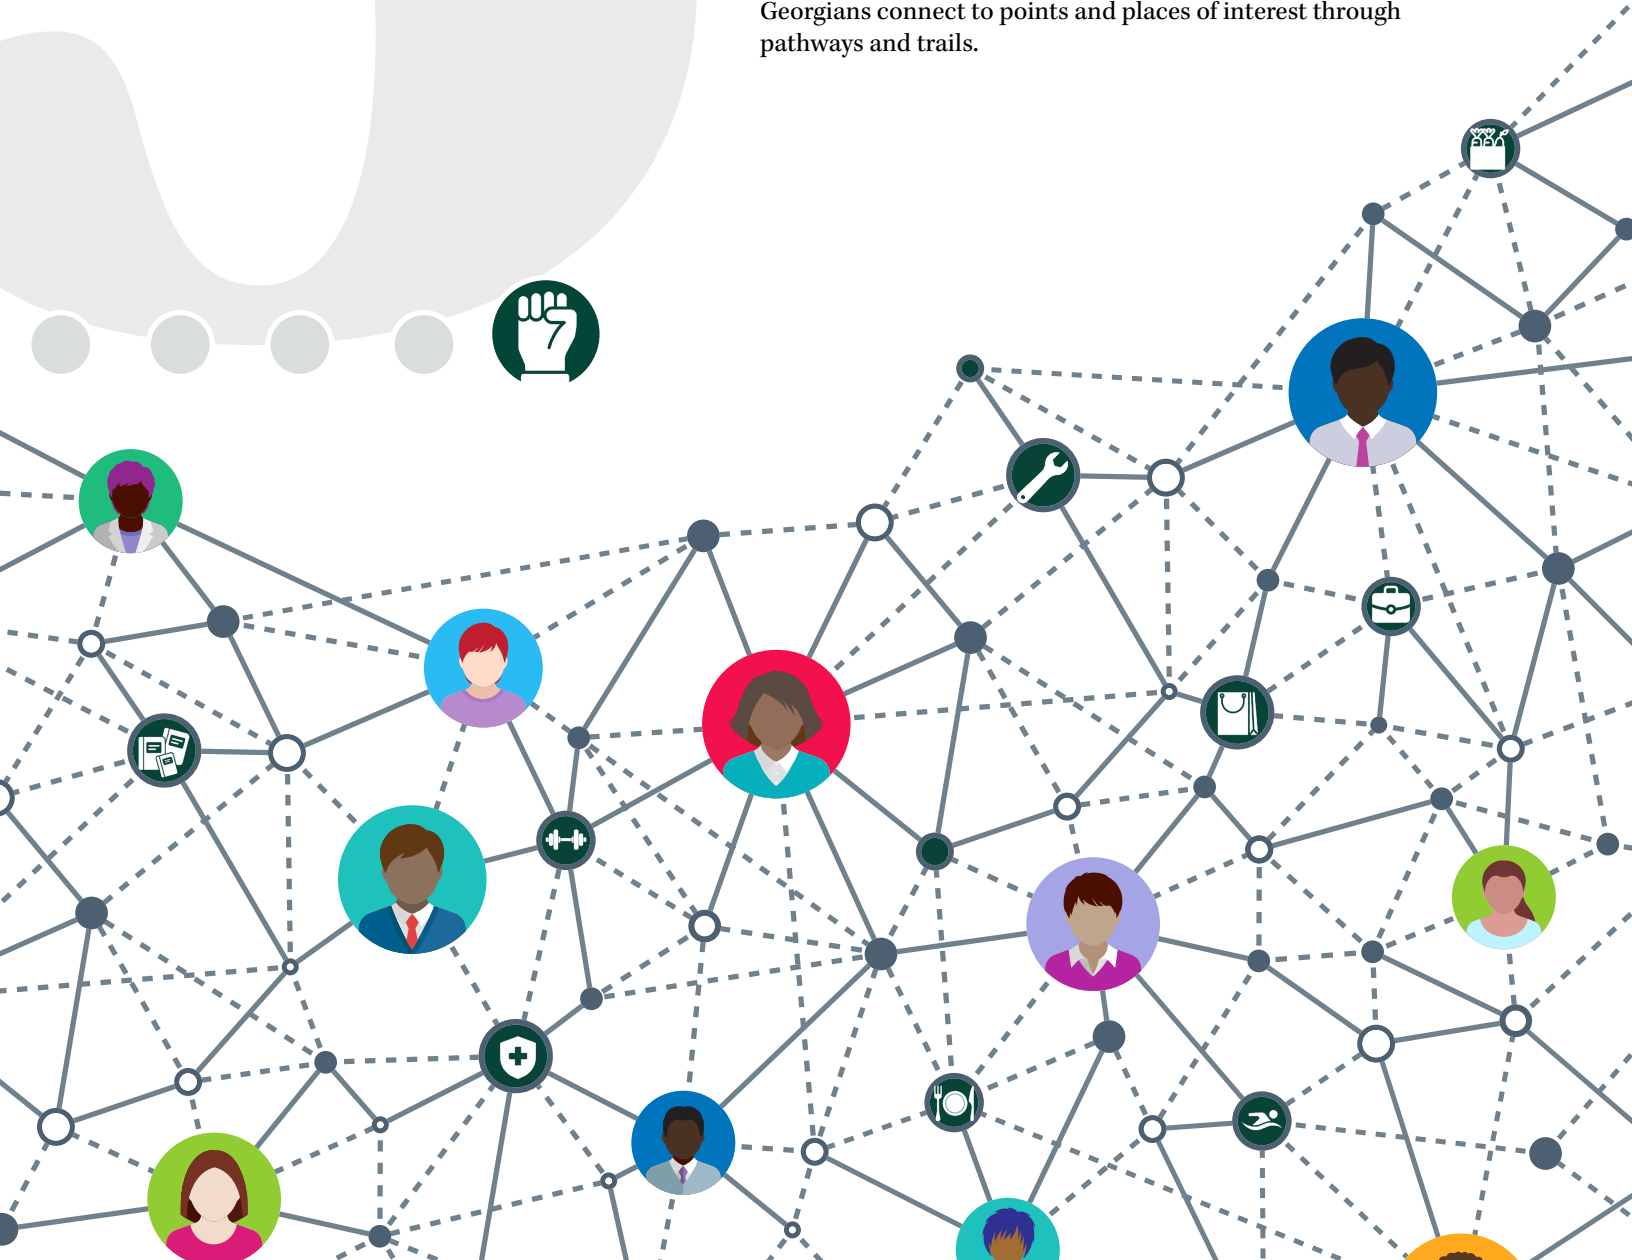 Georgians connect to points and places of interest through
pathways and trails.